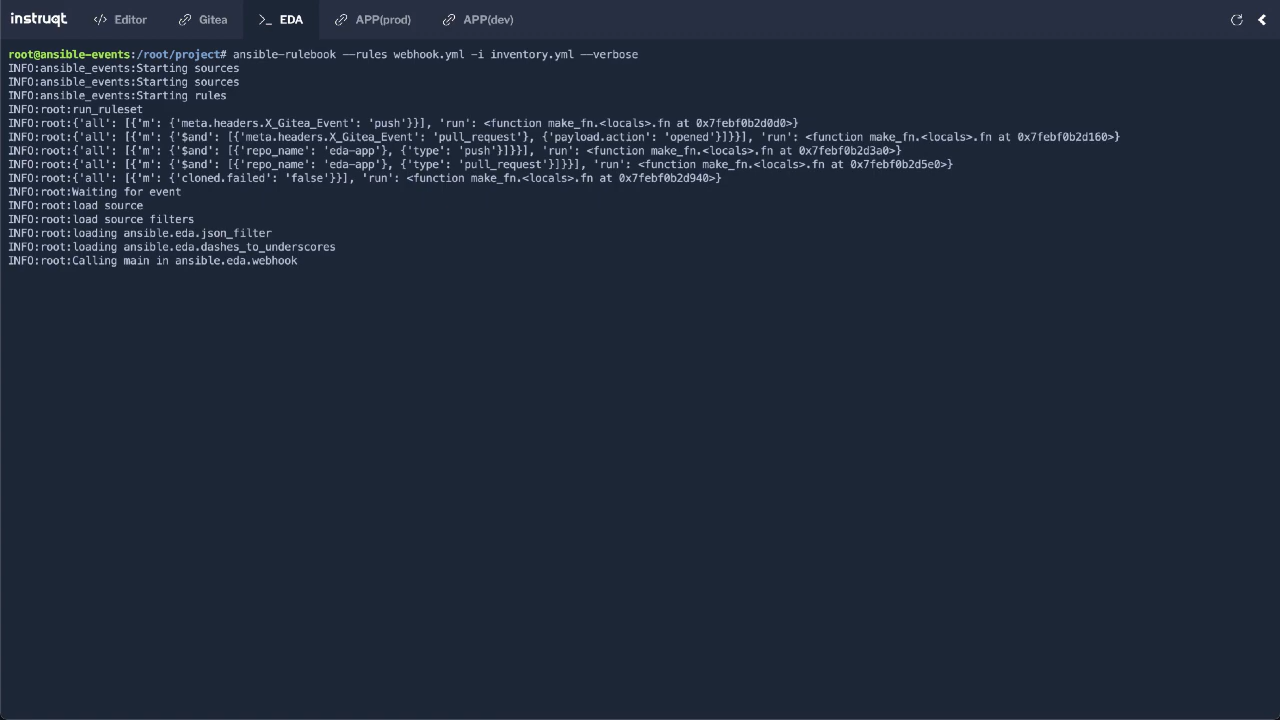 instruqt
Editor
Gitea
EDA
APP(prod)
APP(dev)
root@ansible-events:/root/project# ansible-rulebook --rules webhook.yml -i inventory.yml --verbose
INFO:ansible_events:Starting sources
INFO:ansible_events:Starting sources
INFO:ansible_events:Starting rules
INFO:root:run_ruleset
INFO:root:{'all': [{'m': {'meta.headers.X_Gitea_Event': 'push'}}], 'run': <function make_fn.<locals>.fn at 0x7febf0b2d0d0>}
INFO:root:{'all': [{'m': {'$and': [{'meta.headers.X_Gitea_Event': 'pull_request'}, {'payload.action': 'opened'}]}}], 'run': <function make_fn.<locals>.fn at 0x7febf0b2d160>}
INFO:root:{'all': [{'m': {'$and': [{'repo_name': 'eda-app'}, {'type': 'push'}]}}], 'run': <function make_fn.<locals>.fn at 0x7febf0b2d3a0>}
INFO:root:{'all': [{'m': {'$and': [{'repo_name': 'eda-app'}, {'type': 'pull_request'}]}}], 'run': <function make_fn.<locals>.fn at 0x7febf0b2d5e0>}
INFO:root:{'all': [{'m': {'cloned.failed': 'false'}}], 'run': <function make_fn.<locals>.fn at 0x7febf0b2d940>}
INFO:root:Waiting for event
INFO:root:load source
INFO:root:load source filters
INFO:root:loading ansible.eda.json_filter
INFO:root:loading ansible.eda.dashes_to_underscores
INFO:root:Calling main in ansible.eda.webhook